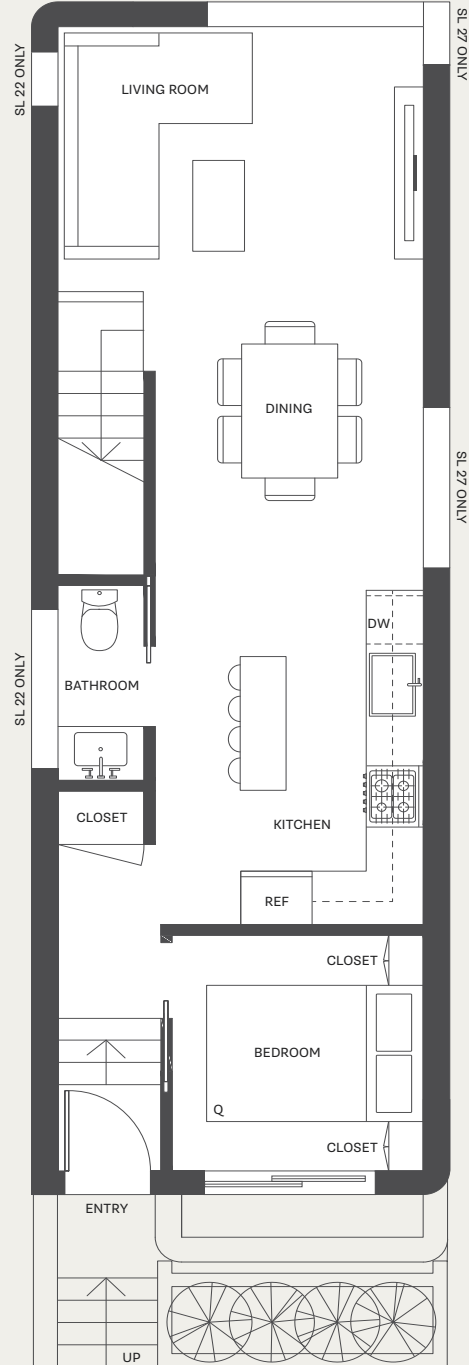 SL 27 ONLY
SL 22 ONLY
LIVING ROOM
DINING
SL 27 ONLY
DW
SL 22 ONLY
BATHROOM
CLOSET
KITCHEN
REF
CLOSET
BEDROOM
Q
CLOSET
ENTRY
UP